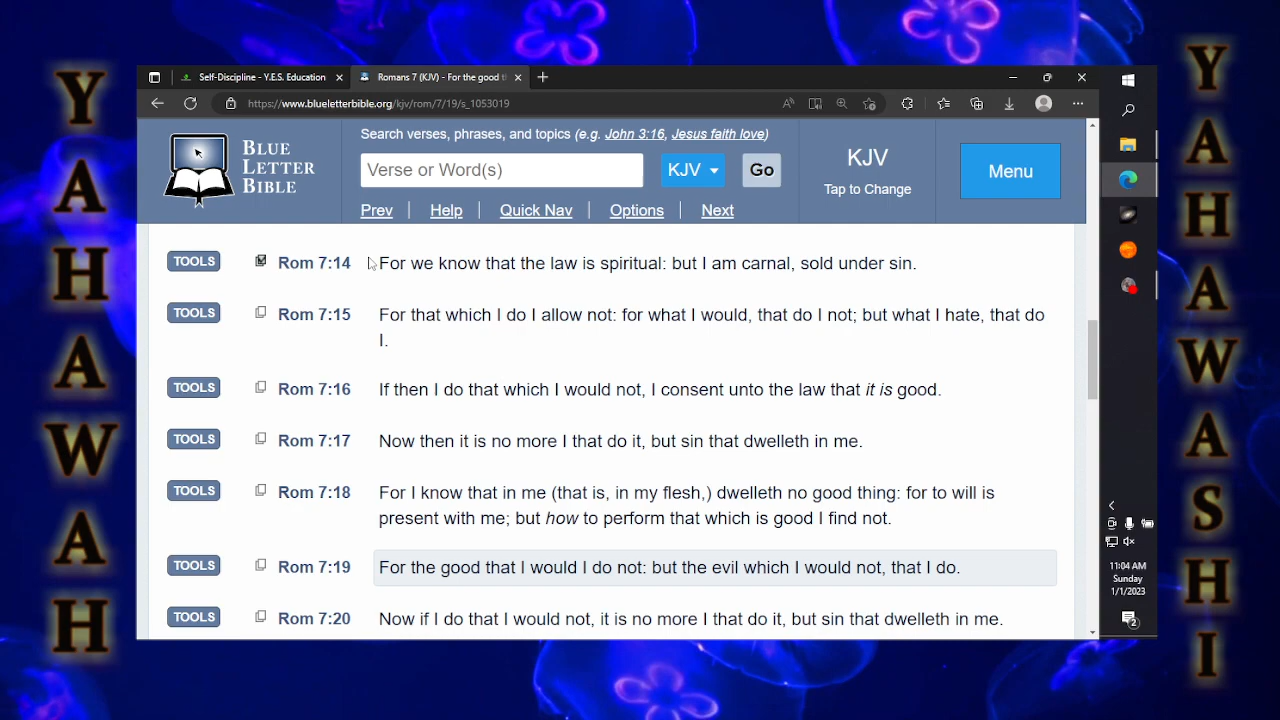 YAHAWAH
Self-Discipline - Y.E.S. Education
Romans 7 (KJV) - For the good t
https://www.blueletterbible.org/kjv/rom/7/19/s_1053019
BLUE
LETTER
BIBLE
Search verses, phrases, and topics (e.g. John 3:16, Jesus faith love)
Verse or Word(s)
KJV
Go
Prev
Help
Quick Nav
Options
Next
KJV
Tap to Change
Menu
TOOLS Rom 7:14 For we know that the law is spiritual: but I am carnal, sold under sin.
TOOLS Rom 7:15 For that which I do I allow not: for what I would, that do I not; but what I hate, that do
I.
TOOLS Rom 7:16 If then I do that which I would not, I consent unto the law that it is good.
TOOLS Rom 7:17 Now then it is no more I that do it, but sin that dwelleth in me.
TOOLS Rom 7:18 For I know that in me (that is, in my flesh,) dwelleth no good thing: for to will is
present with me; but how to perform that which is good I find not.
TOOLS Rom 7:19 For the good that I would I do not: but the evil which I would not, that I do.
TOOLS Rom 7:20 Now if I do that I would not, it is no more I that do it, but sin that dwelleth in me.
11:04 AM
Sunday
1/1/2023
2
YAHAWASHI